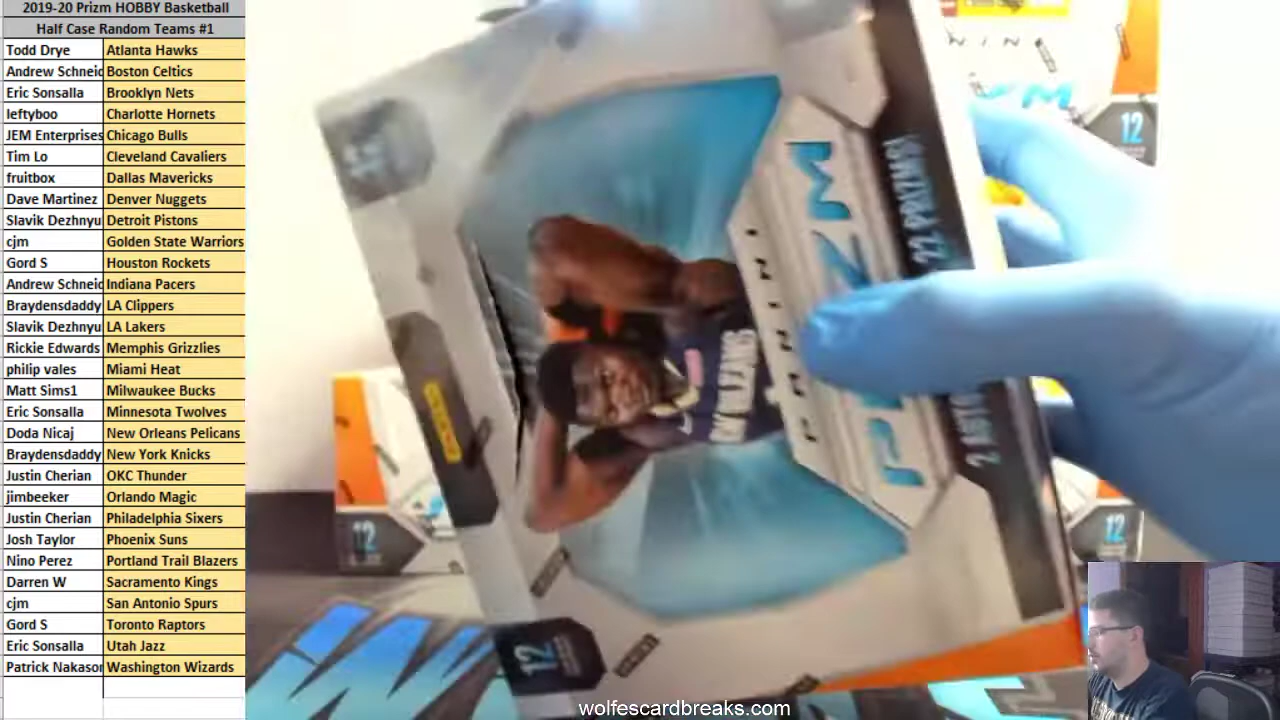 2019-20 Prizm HOBBY Basketball
Half Case Random Teams #1
Todd Drye Atlanta Hawks
Andrew Schneid Boston Celtics
Eric Sonsalla Brooklyn Nets
leftyboo Charlotte Hornets
JEM Enterprises Chicago Bulls
Tim Lo Cleveland Cavaliers
fruitbox Dallas Mavericks
Dave Martinez Denver Nuggets
Slavik Dezhnyu Detroit Pistons
cjm Golden State Warriors
Gord S Houston Rockets
Andrew Schneid Indiana Pacers
Braydensdaddy LA Clippers
Slavik Dezhnyu LA Lakers
Rickie Edwards Memphis Grizzlies
philip vales Miami Heat
Matt Sims1 Milwaukee Bucks
Eric Sonsalla Minnesota Twolves
Doda Nicaj New Orleans Pelicans
Braydensdaddy New York Knicks
Justin Cherian OKC Thunder
jimbeeker Orlando Magic
Justin Cherian Philadelphia Sixers
Josh Taylor Phoenix Suns
Nino Perez Portland Trail Blazers
Darren W Sacramento Kings
cjm San Antonio Spurs
Gord S Toronto Raptors
Eric Sonsalla Utah Jazz
Patrick Nakason Washington Wizards
22 PRIZMS!
12
12
12
12
wolfescardbreaks.com